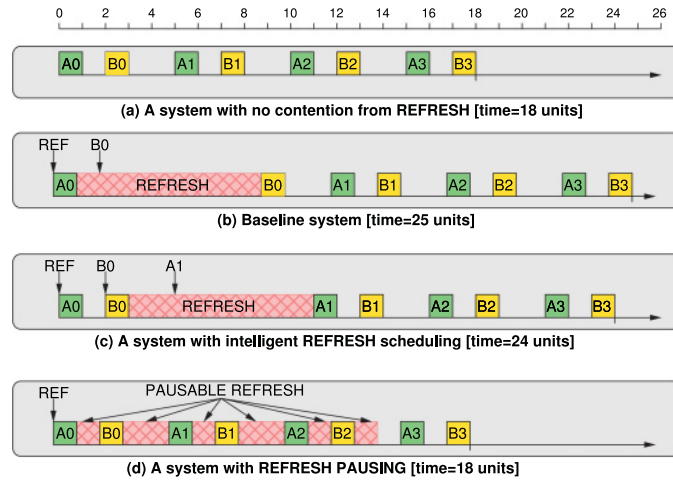 0 2 4 6 8 10 12 14 16 18 20 22 24 26
A0 B0 A1 B1 A2 B2 A3 B3
(a) A system with no contention from REFRESH [time=18 units]
REF B0
A0 REFRESH B0 A1 B1 A2 B2 A3 B3
(b) Baseline system [time=25 units]
REF B0 A1
A0 B0 REFRESH A1 B1 A2 B2 A3 B3
(c) A system with intelligent REFRESH scheduling [time=24 units]
REF PAUSABLE REFRESH
A0 B0 A1 B1 A2 B2 A3 B3
(d) A system with REFRESH PAUSING [time=18 units]